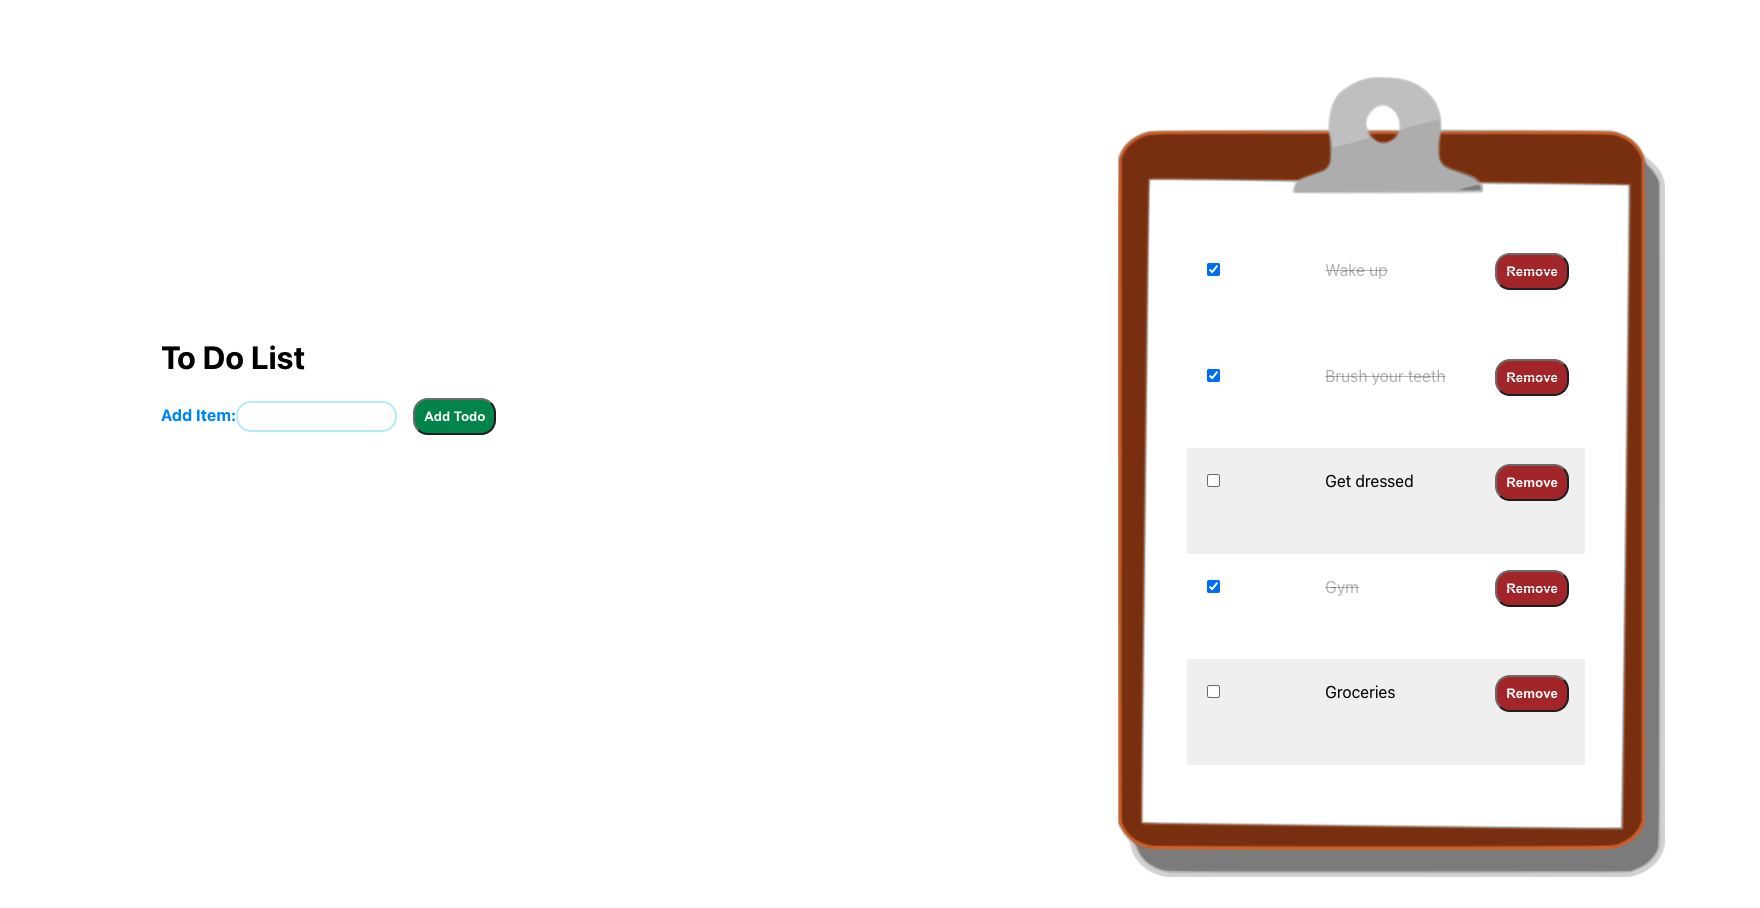 To Do List
Add Item: Add Todo
Wake up Remove
Brush your teeth Remove
Get dressed Remove
Gym Remove
Groceries Remove